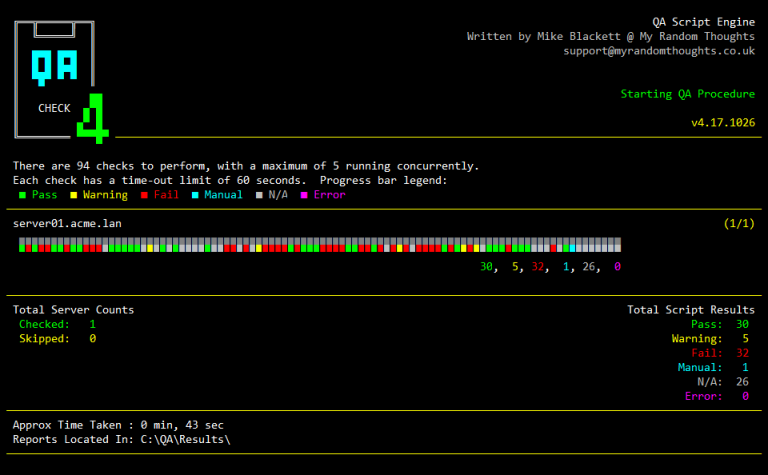 QA
CHECK
4
QA Script Engine
Written by Mike Blackett @ My Random Thoughts
support@myrandomthoughts.co.uk
Starting QA Procedure
v4.17.1026
There are 94 checks to perform, with a maximum of 5 running concurrently.
Each check has a time-out limit of 60 seconds.  Progress bar legend:
Pass  Warning  Fail  Manual  N/A  Error
server01.acme.lan (1/1)
30,  5, 32,  1, 26,  0
Total Server Counts
Checked:  1
Skipped:  0
Total Script Results
Pass:  30
Warning:  5
Fail:  32
Manual:  1
N/A:  26
Error:  0
Approx Time Taken : 0 min, 43 sec
Reports Located In: C:\QA\Results\